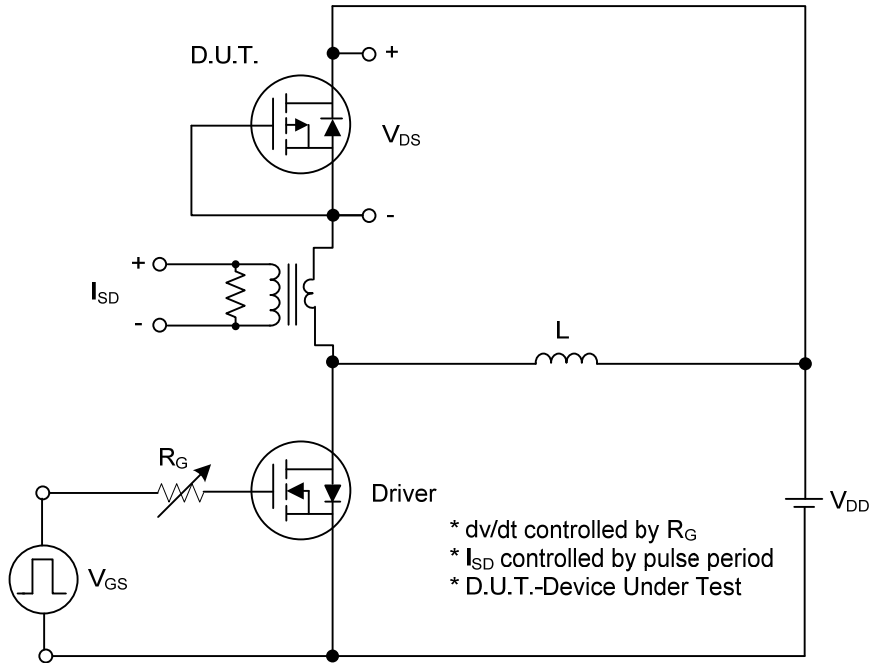 D.U.T.
+
V_DS
-
+
I_SD
-
L
R_G
Driver
V_DD
V_GS
* dv/dt controlled by R_G
* I_SD controlled by pulse period
* D.U.T.-Device Under Test